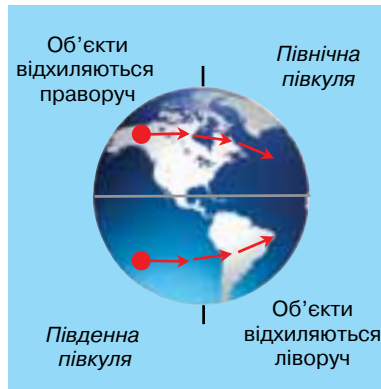 Об’єкти
відхиляються
праворуч
Північна
півкуля
Південна
півкуля
Об’єкти
відхиляються
ліворуч